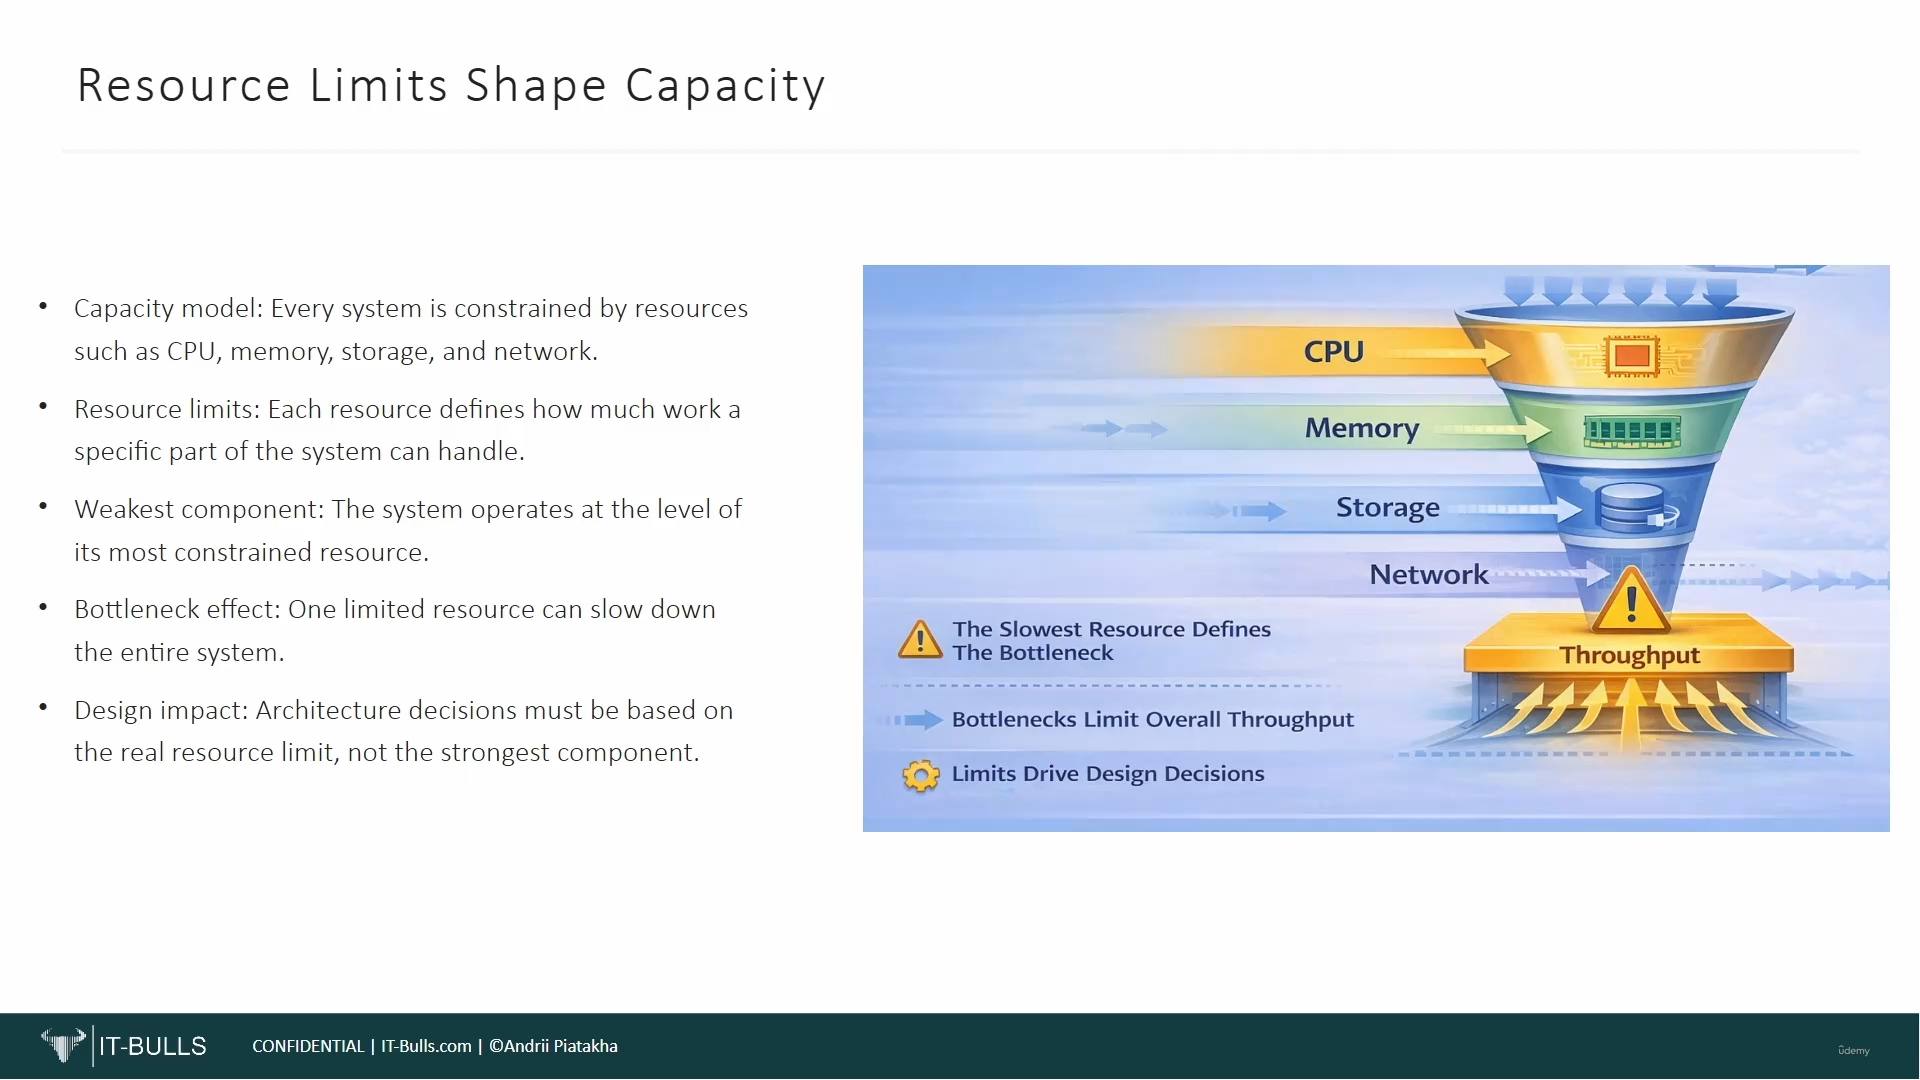 Resource Limits Shape Capacity
• Capacity model: Every system is constrained by resources
such as CPU, memory, storage, and network.
• Resource limits: Each resource defines how much work a
specific part of the system can handle.
• Weakest component: The system operates at the level of
its most constrained resource.
• Bottleneck effect: One limited resource can slow down
the entire system.
• Design impact: Architecture decisions must be based on
the real resource limit, not the strongest component.
CPU
Memory
Storage
Network
The Slowest Resource Defines
The Bottleneck
Throughput
Bottlenecks Limit Overall Throughput
Limits Drive Design Decisions
IT-BULLS
CONFIDENTIAL | IT-Bulls.com | ©Andrii Piatakha
ûdemy